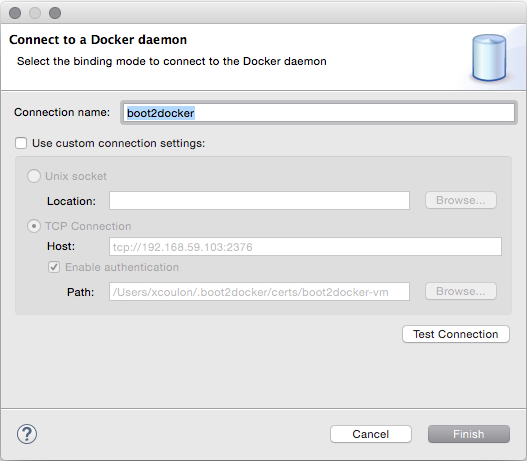 Connect to a Docker daemon
Select the binding mode to connect to the Docker daemon
Connection name: boot2docker
Use custom connection settings:
Unix socket
Location: Browse...
TCP Connection
Host: tcp://192.168.59.103:2376
Enable authentication
Path: /Users/xcoulon/.boot2docker/certs/boot2docker-vm Browse...
Test Connection
? Cancel Finish